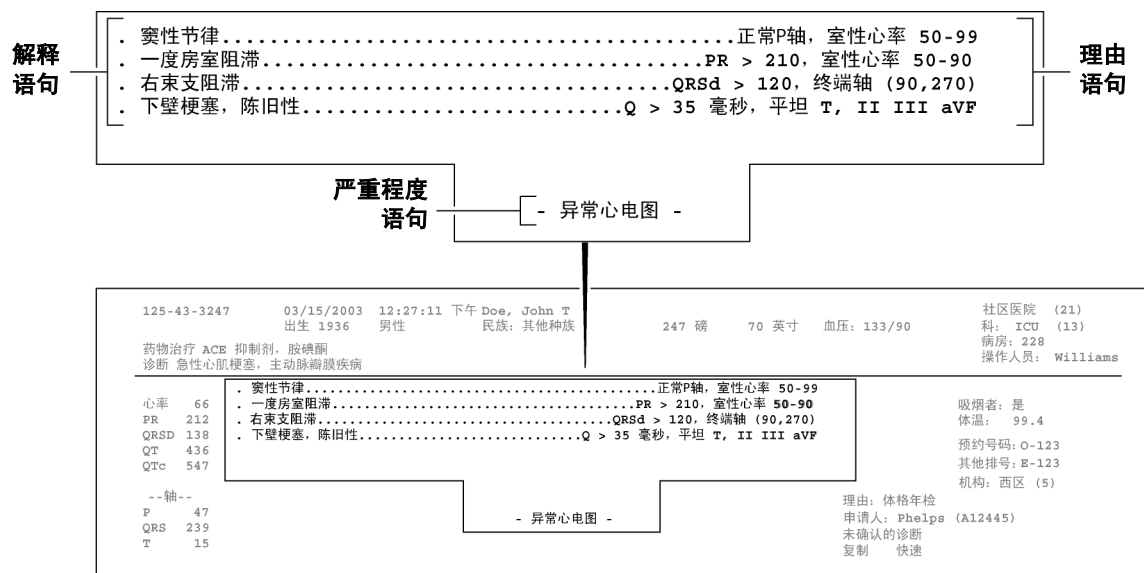 解释
语句
. 窦性节律............................................正常P轴，室性心率 50-99
. 一度房室阻滞.....................................PR > 210，室性心率 50-90
. 右束支阻滞..................................QRSd > 120，终端轴 (90,270)
. 下壁梗塞，陈旧性...........................Q > 35 毫秒，平坦 T, II III aVF
理由
语句
严重程度
语句
- 异常心电图 -
125-43-3247 03/15/2003 12:27:11 下午 Doe, John T 社区医院 (21)
出生 1936 男性 民族：其他种族 247 磅 70 英寸 血压：133/90 科： ICU (13)
病房：228
药物治疗 ACE 抑制剂，胺碘酮 操作人员： Williams
诊断 急性心肌梗塞，主动脉瓣膜疾病
. 窦性节律............................................正常P轴，室性心率 50-99
. 一度房室阻滞.....................................PR > 210，室性心率 50-90
. 右束支阻滞..................................QRSd > 120，终端轴 (90,270)
. 下壁梗塞，陈旧性...........................Q > 35 毫秒，平坦 T, II III aVF
- 异常心电图 -
心率 66
PR 212
QRSD 138
QT 436
QTc 547
--轴--
P 47
QRS 239
T 15
吸烟者：是
体温： 99.4
预约号码：O-123
其他排号：E-123
机构：西区 (5)
理由：体格年检
申请人：Phelps (A12445)
未确认的诊断
复制 快速